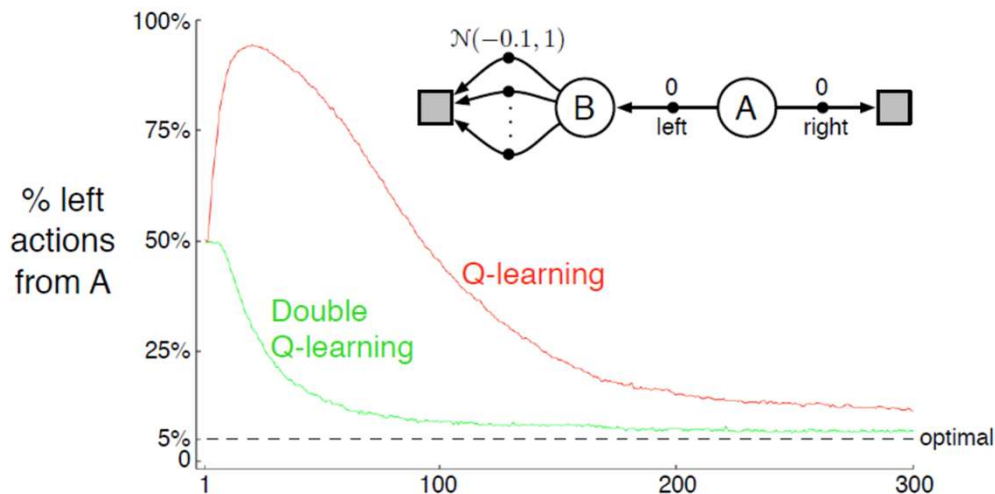 100%
75%
50%
25%
5%
0
% left
actions
from A
N(−0.1, 1)
B
A
0
left
0
right
Q-learning
Double
Q-learning
optimal
1
100
200
300